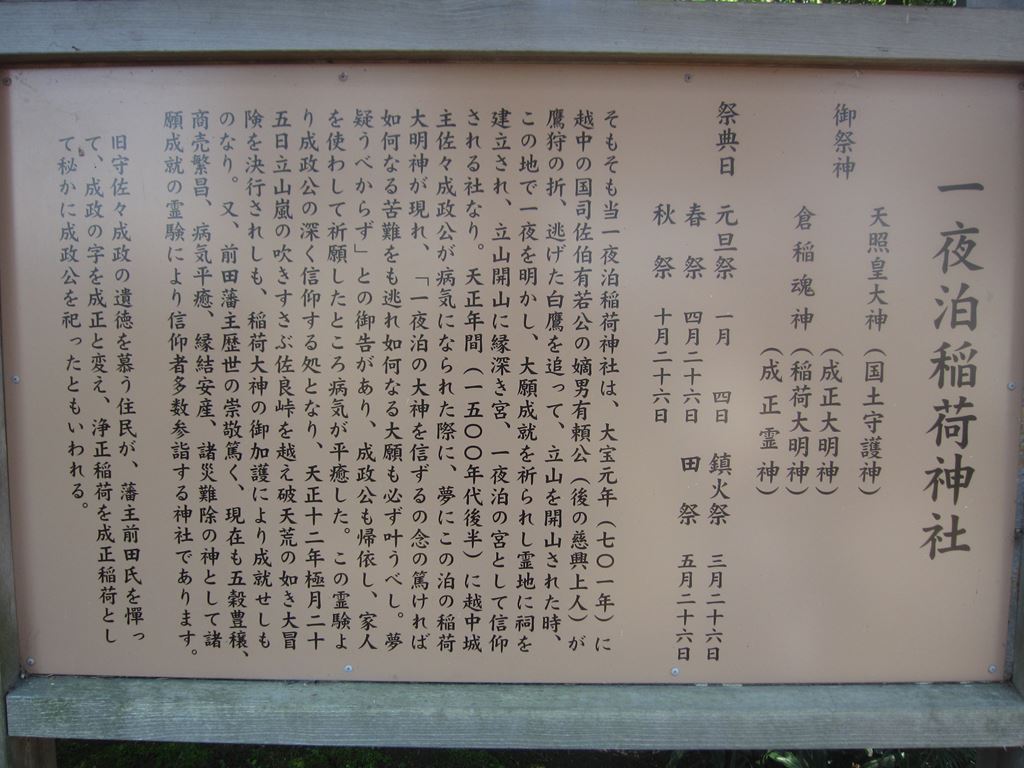 一夜泊稲荷神社
御祭神
天照皇大神（国土守護神）
（成正大明神）
倉稲魂神（稲荷大明神）
（成正霊神）
祭典日　元旦祭　一月　四日　鎮火祭　三月二十六日
春祭　四月二十六日　田祭　五月二十六日
秋祭　十月二十六日
そもそも当一夜泊稲荷神社は、大宝元年（七〇一年）に
越中の国司佐伯有若公の嫡男有頼公（後の慈興上人）が
鷹狩の折、逃げた白鷹を追って、立山を開山された時、
この地で一夜を明かし、大願成就を祈られし霊地に祠を
建立され、立山開山に縁深き宮、一夜泊の宮として信仰
される社なり。天正年間（一五〇〇年代後半）に越中城
主佐々成政公が病気になられた際に、夢にこの泊の稲荷
大明神が現れ、「一夜泊の大神を信ずるの念の篤ければ
如何なる苦難をも逃れ如何なる大願も必ず叶うべし。夢
疑うべからず」との御告があり、成政公も帰依し、家人
を使わして祈願したところ病気が平癒した。この霊験よ
り成政公の深く信仰する処となり、天正十二年極月二十
五日立山嵐の吹きすさぶ佐良峠を越え破天荒の如き大冒
険を決行されしも、稲荷大神の御加護により成就せしも
のなり。又、前田藩主歴世の崇敬篤く、現在も五穀豊穣、
商売繁昌、病気平癒、縁結安産、諸災難除の神として諸
願成就の霊験により信仰者多数参詣する神社であります。
旧守佐々成政の遺徳を慕う住民が、藩主前田氏を憚っ
て、成政の字を成正と変え、浄正稲荷を成正稲荷とし
て秘かに成政公を祀ったともいわれる。